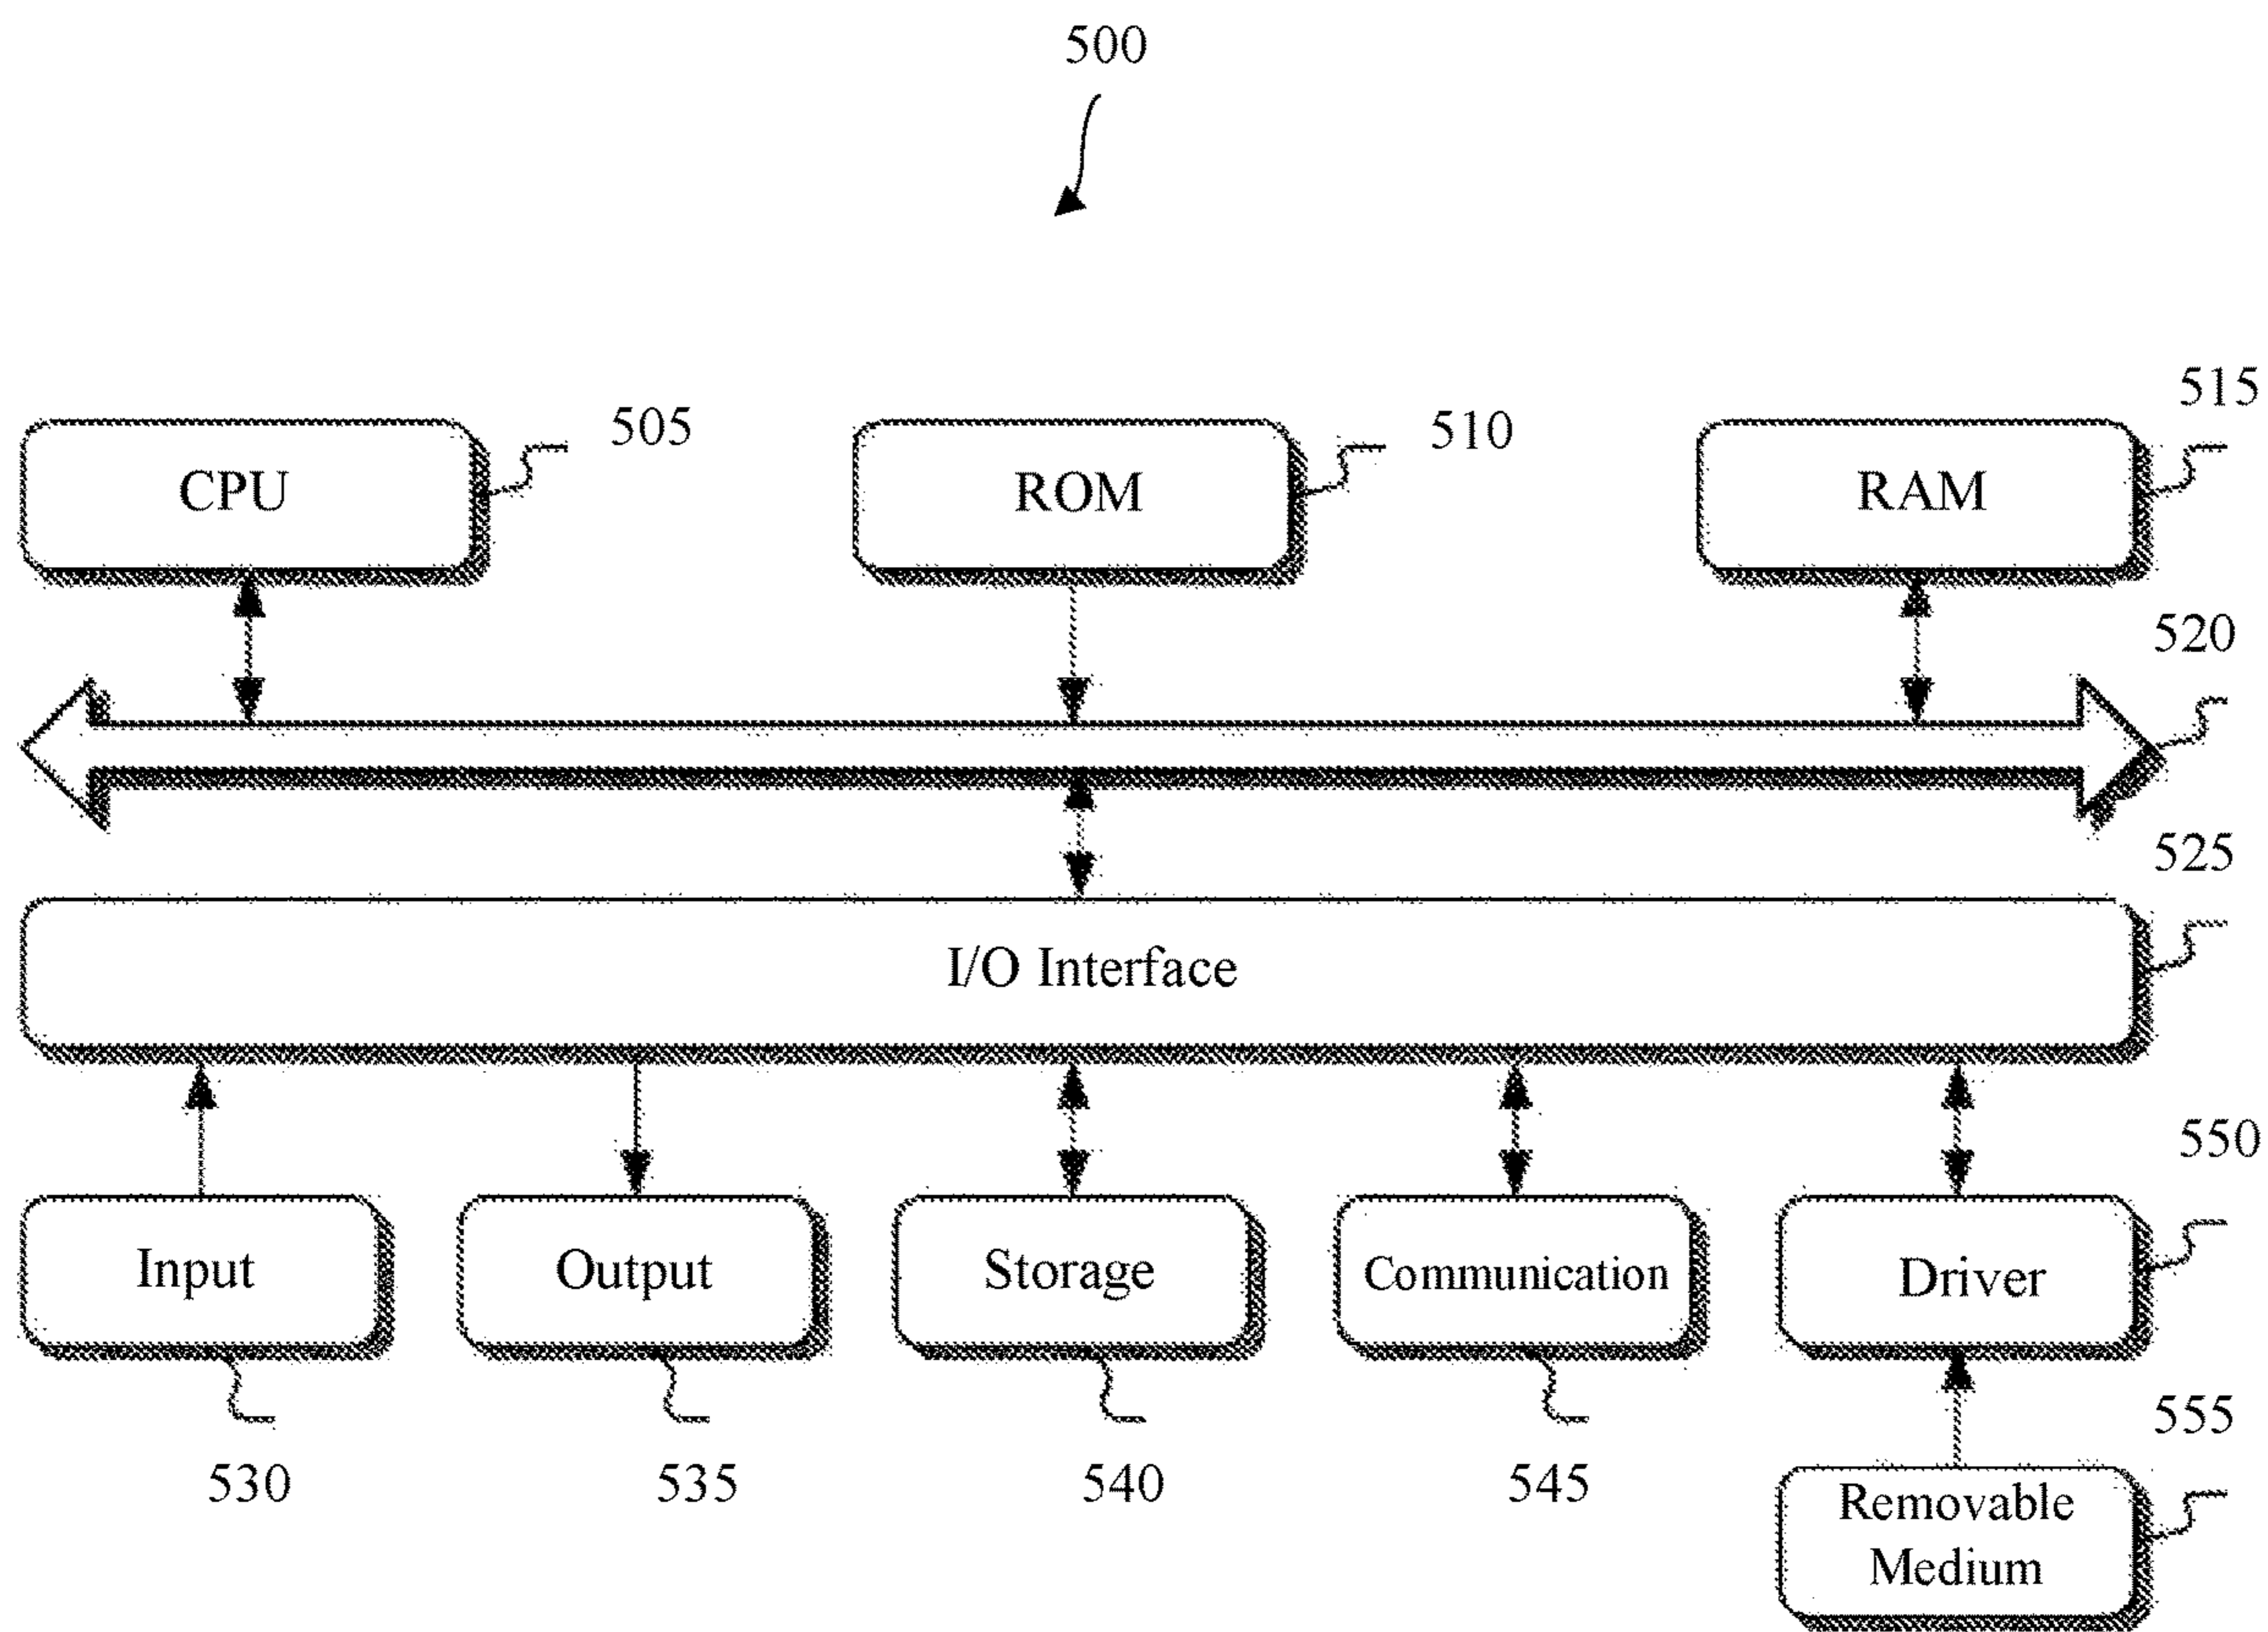 500
515
505
510
CPU
ROM
RAM
520
525
I/O Interface
550
Input
Output
Storage
Communication
Driver
555
530
535
540
545
Removable
Medium